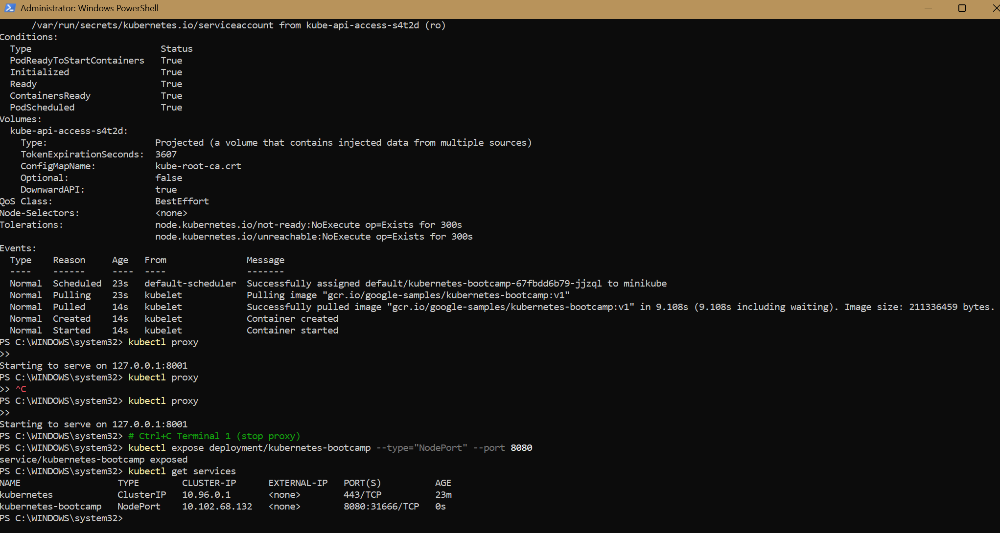 Administrator: Windows PowerShell
/var/run/secrets/kubernetes.io/serviceaccount from kube-api-access-s4t2d (ro)
Conditions:
  Type                        Status
  PodReadyToStartContainers   True
  Initialized                 True
  Ready                       True
  ContainersReady             True
  PodScheduled                True
Volumes:
  kube-api-access-s4t2d:
    Type:                    Projected (a volume that contains injected data from multiple sources)
    TokenExpirationSeconds:  3607
    ConfigMapName:           kube-root-ca.crt
    Optional:                false
    DownwardAPI:             true
QoS Class:                   BestEffort
Node-Selectors:              <none>
Tolerations:                 node.kubernetes.io/not-ready:NoExecute op=Exists for 300s
                             node.kubernetes.io/unreachable:NoExecute op=Exists for 300s
Events:
  Type    Reason     Age   From               Message
  ----    ------     ----  ----               -------
  Normal  Scheduled  23s   default-scheduler  Successfully assigned default/kubernetes-bootcamp-67fbdd6b79-jjzql to minikube
  Normal  Pulling    23s   kubelet            Pulling image "gcr.io/google-samples/kubernetes-bootcamp:v1"
  Normal  Pulled     14s   kubelet            Successfully pulled image "gcr.io/google-samples/kubernetes-bootcamp:v1" in 9.108s (9.108s including waiting). Image size: 211336459 bytes.
  Normal  Created    14s   kubelet            Container created
  Normal  Started    14s   kubelet            Container started
PS C:\WINDOWS\system32> kubectl proxy
>>
Starting to serve on 127.0.0.1:8001
PS C:\WINDOWS\system32> kubectl proxy
>> ^C
PS C:\WINDOWS\system32> kubectl proxy
>>
Starting to serve on 127.0.0.1:8001
PS C:\WINDOWS\system32> # Ctrl+C Terminal 1 (stop proxy)
PS C:\WINDOWS\system32> kubectl expose deployment/kubernetes-bootcamp --type="NodePort" --port 8080
service/kubernetes-bootcamp exposed
PS C:\WINDOWS\system32> kubectl get services
NAME                  TYPE        CLUSTER-IP      EXTERNAL-IP   PORT(S)          AGE
kubernetes            ClusterIP   10.96.0.1       <none>        443/TCP          23m
kubernetes-bootcamp   NodePort    10.102.68.132   <none>        8080:31666/TCP   0s
PS C:\WINDOWS\system32>